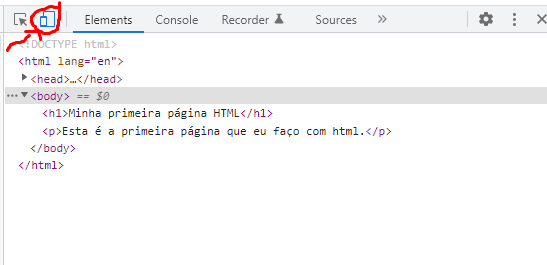 Elements Console Recorder Sources »
<!DOCTYPE html>
<html lang="en">
<head>…</head>
••• <body> == $0
<h1>Minha primeira página HTML</h1>
<p>Esta é a primeira página que eu faço com html.</p>
</body>
</html>